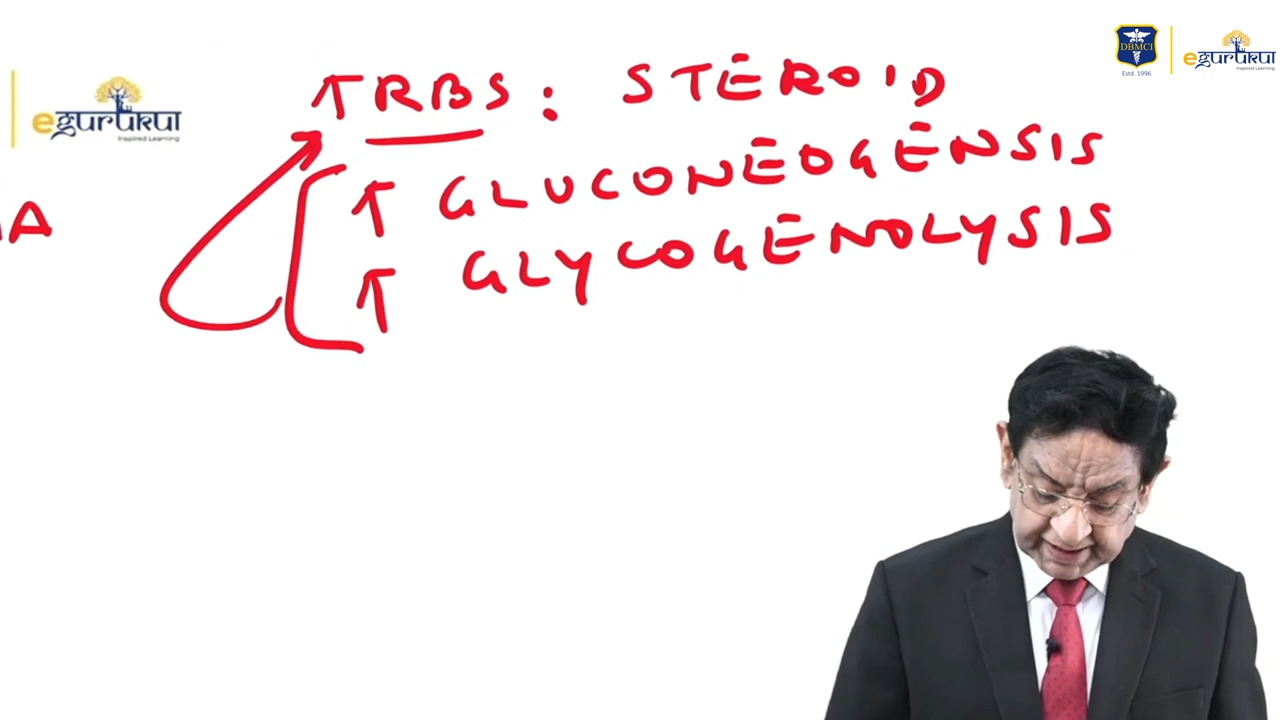 DBMCI
Estd. 1996
egurukul
Inspired Learning
egurukul
Inspired Learning
↑ RBS : STEROID
↑ GLUCONEOGENSIS
↑ GLYCOGENOLYSIS